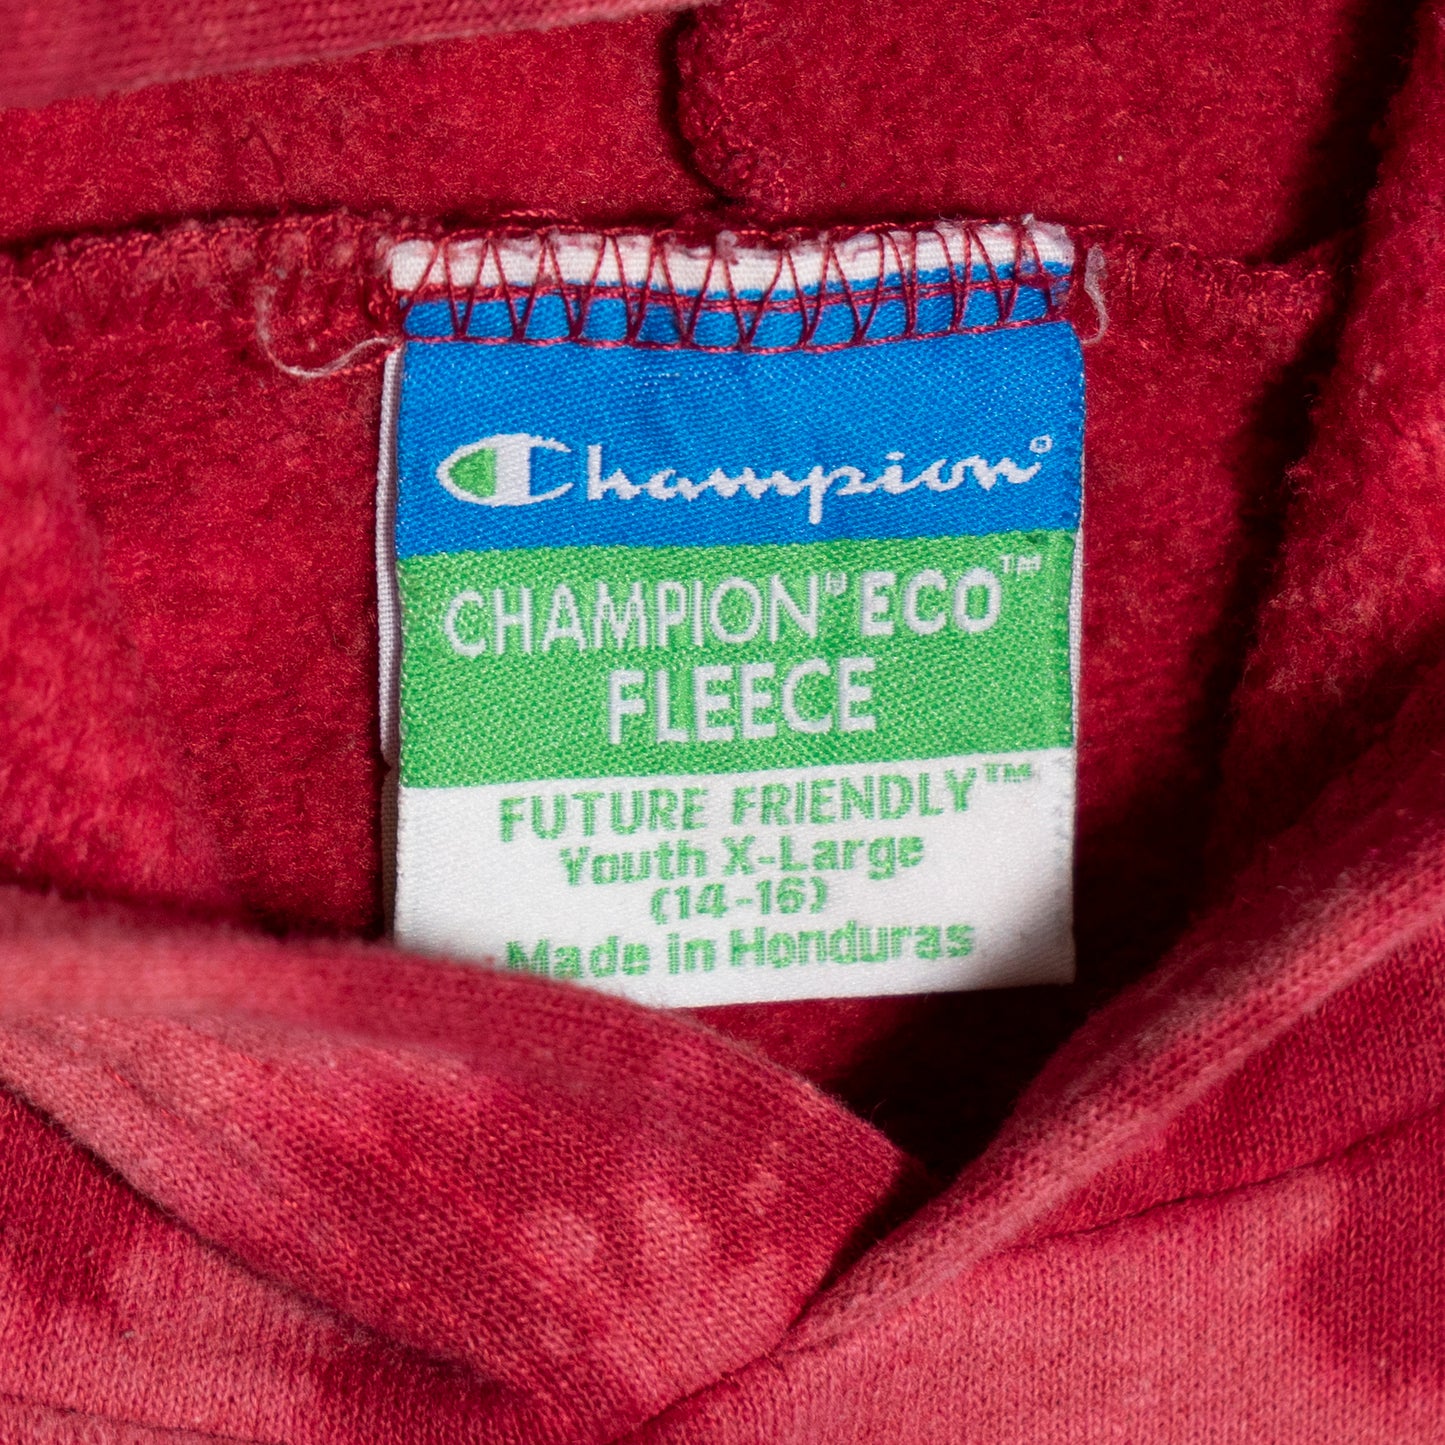 Champion®
CHAMPION® ECO™
FLEECE
FUTURE FRIENDLY™
Youth X-Large
(14-16)
Made in Honduras